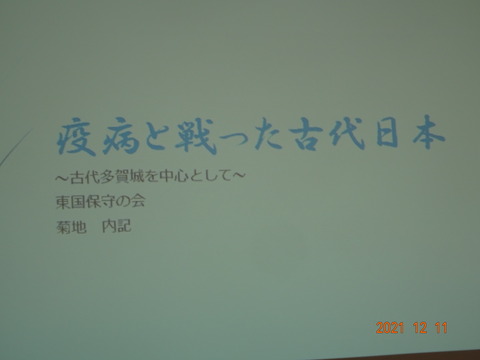 疫病と戦った古代日本
～古代多賀城を中心として～
東国保守の会
菊地　内記
2021 12 11